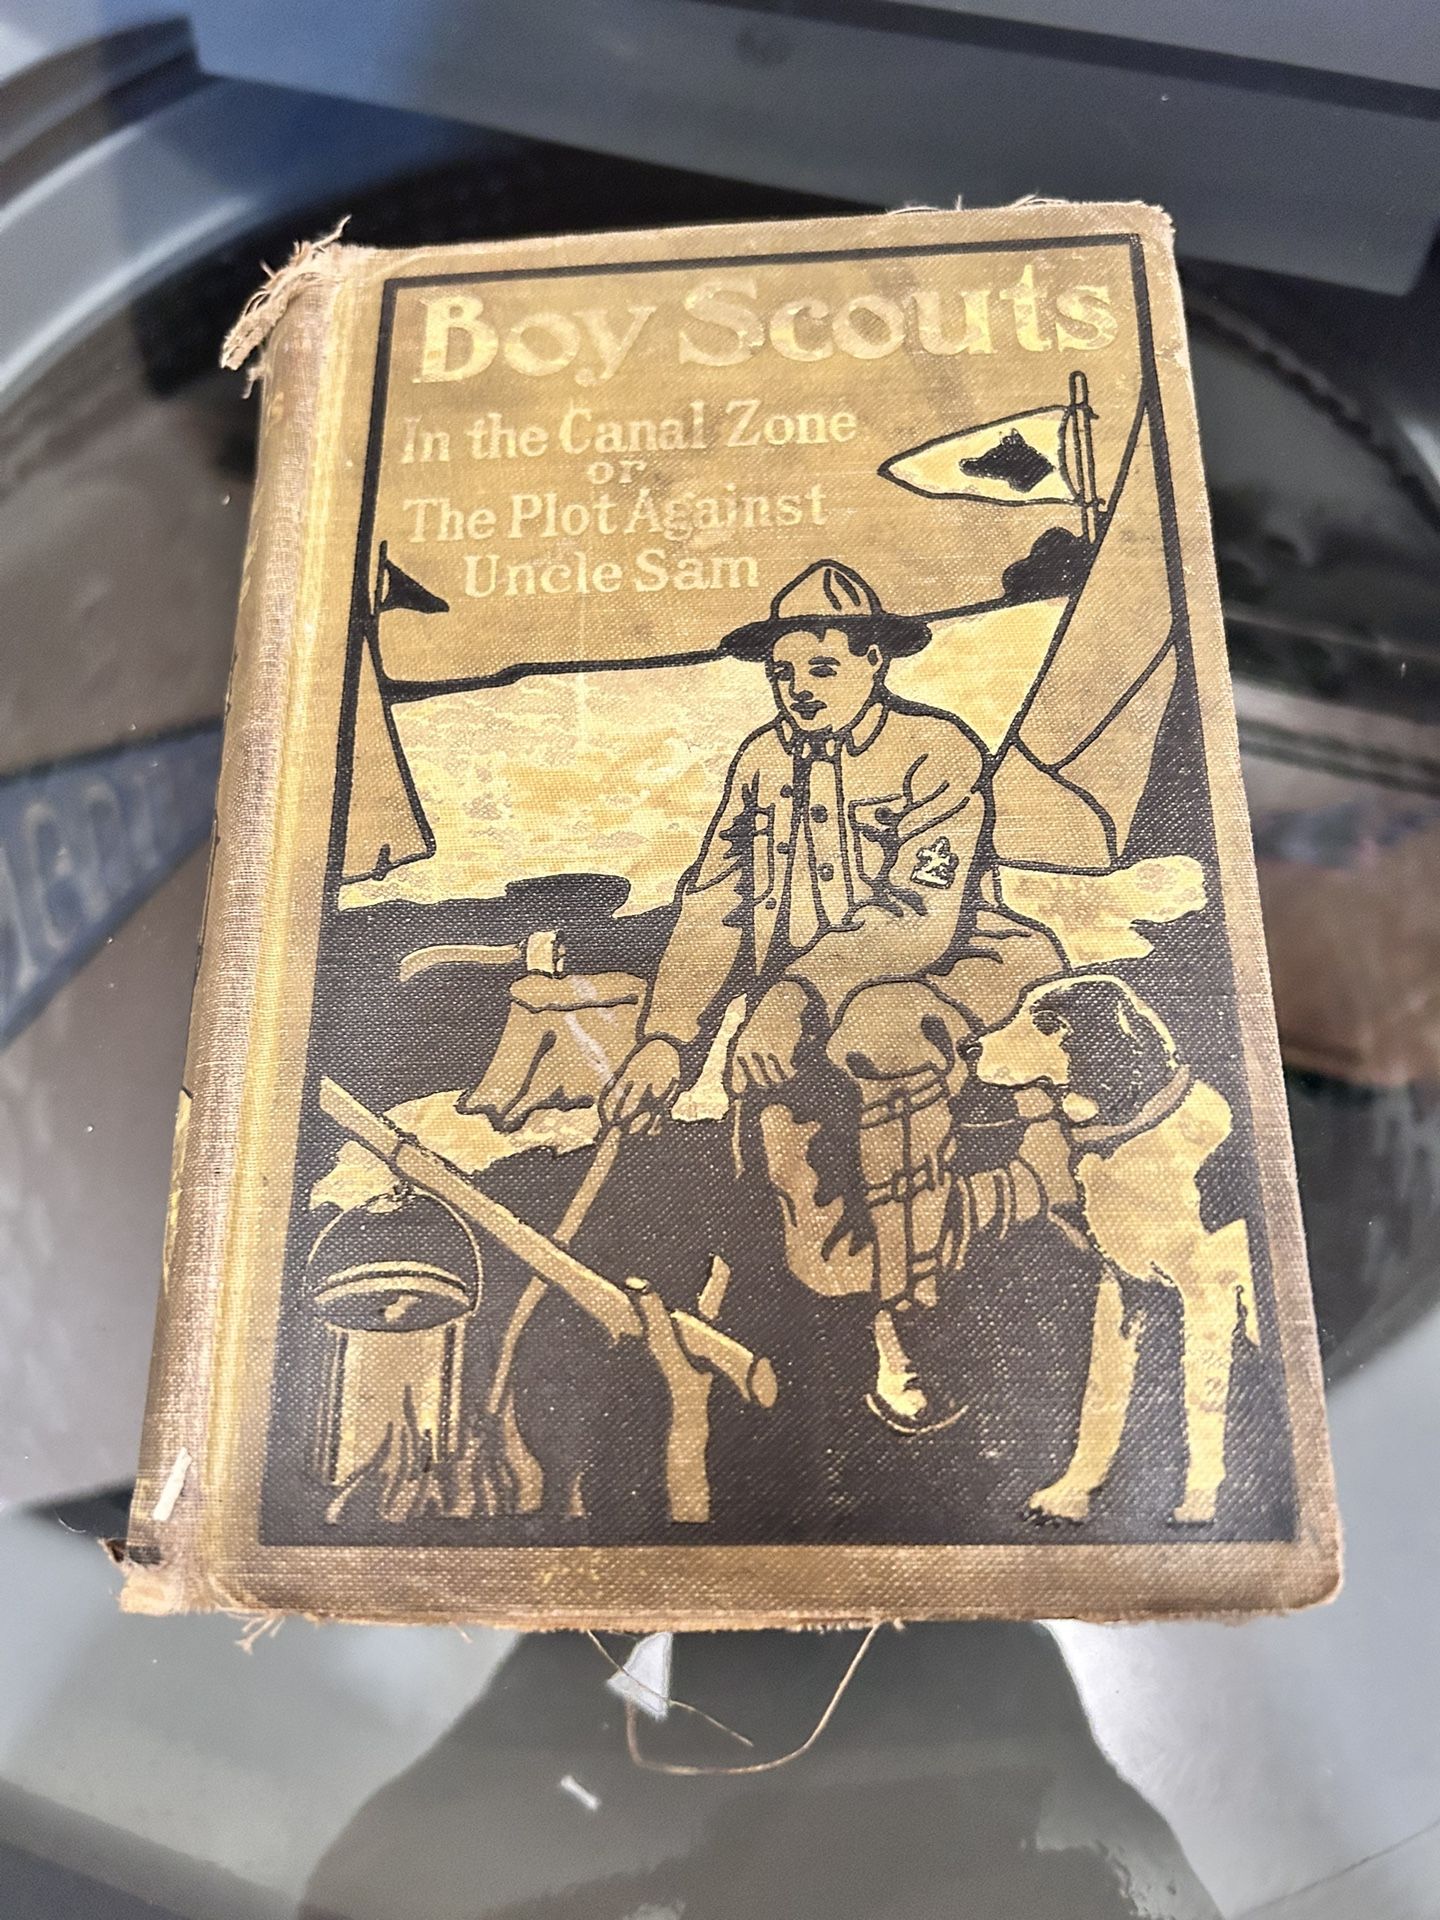 Boy Scouts
In the Canal Zone
or
The Plot Against
Uncle Sam